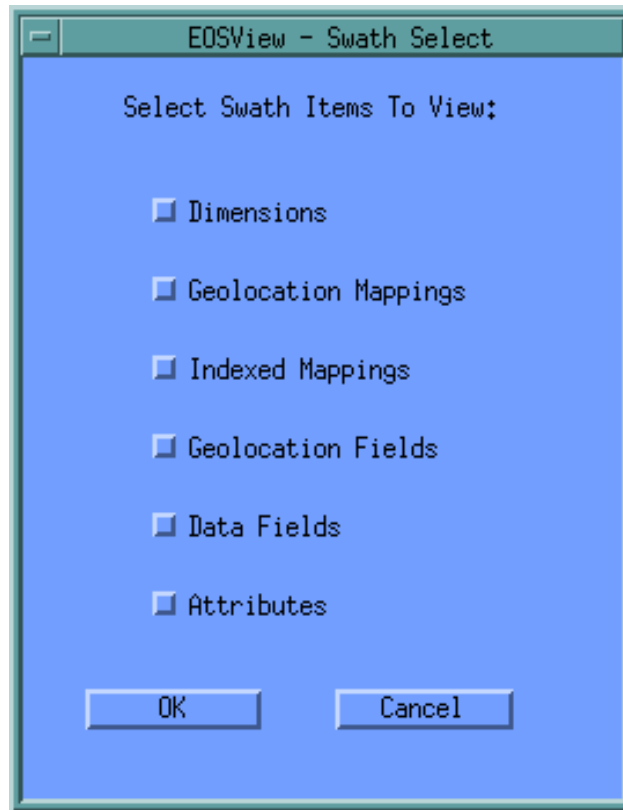 EOSView - Swath Select
Select Swath Items To View:
Dimensions
Geolocation Mappings
Indexed Mappings
Geolocation Fields
Data Fields
Attributes
OK Cancel